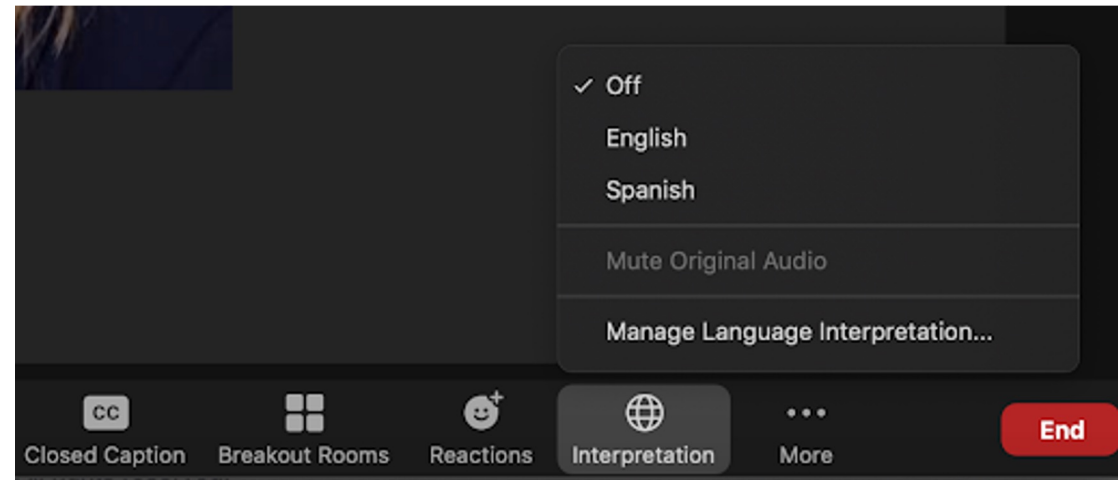 ✓ Off
English
Spanish
Mute Original Audio
Manage Language Interpretation...
CC
Closed Caption
Breakout Rooms
Reactions
Interpretation
More
End